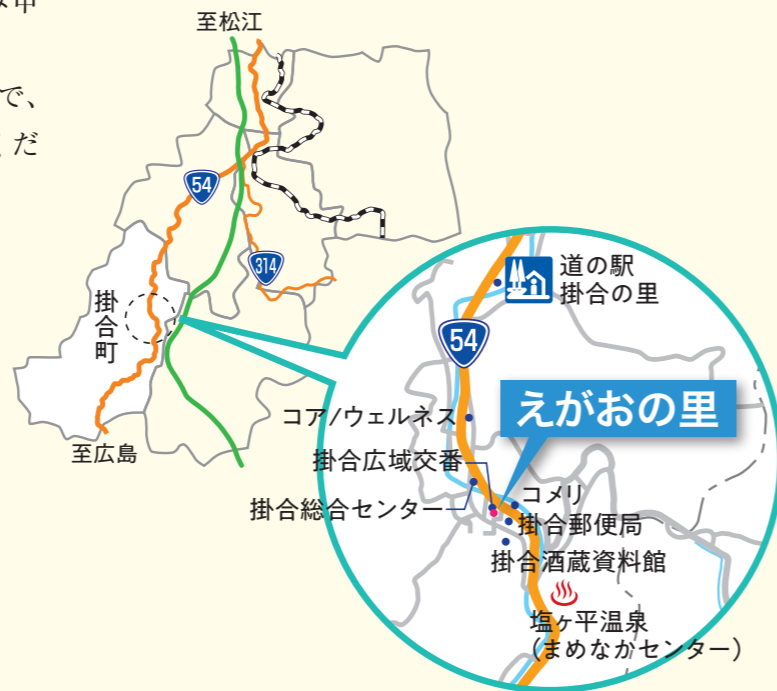 至松江
で、
だ
54
314
掛合町
至広島
道の駅
掛合の里
54
えがおの里
コア/ウェルネス
掛合広域交番
掛合総合センター
コメリ
掛合郵便局
掛合酒蔵資料館
塩ヶ平温泉
(まめなかセンター)